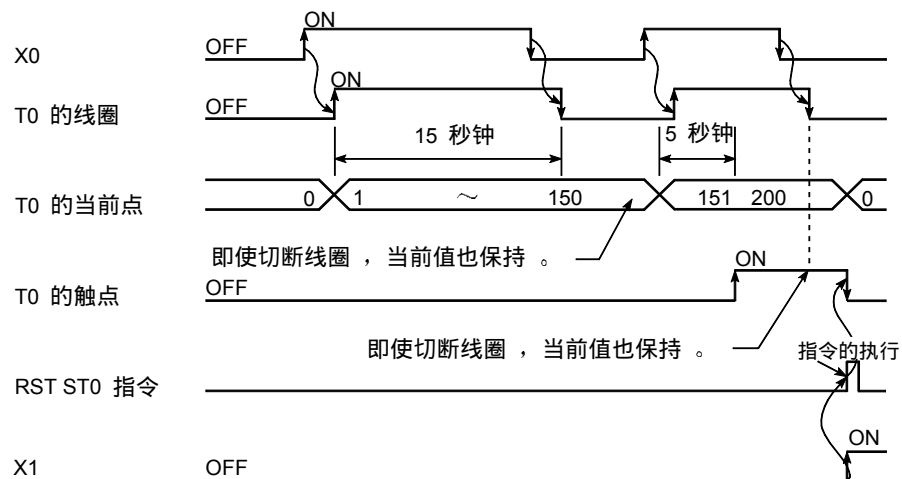 ON
X0 OFF
ON
T0 的线圈 OFF
15 秒钟 5 秒钟
T0 的当前点 0 1 ～ 150 151 200 0
即使切断线圈 ，当前值也保持 。
ON
T0 的触点 OFF
即使切断线圈 ，当前值也保持 。 指令的执行
RST ST0 指令
ON
X1 OFF